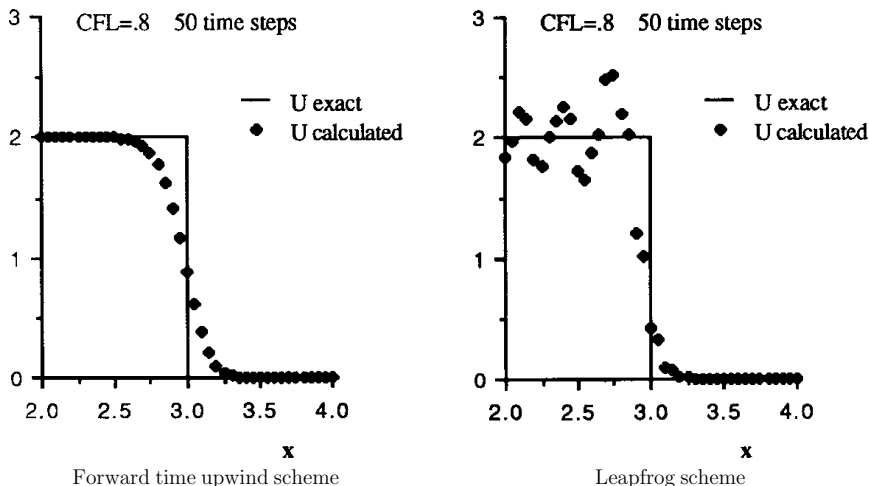 CFL=.8 50 time steps
3
2
1
0
U exact
U calculated
2.0 2.5 3.0 3.5 4.0
x
Forward time upwind scheme
CFL=.8 50 time steps
3
2
1
0
U exact
U calculated
2.0 2.5 3.0 3.5 4.0
x
Leapfrog scheme